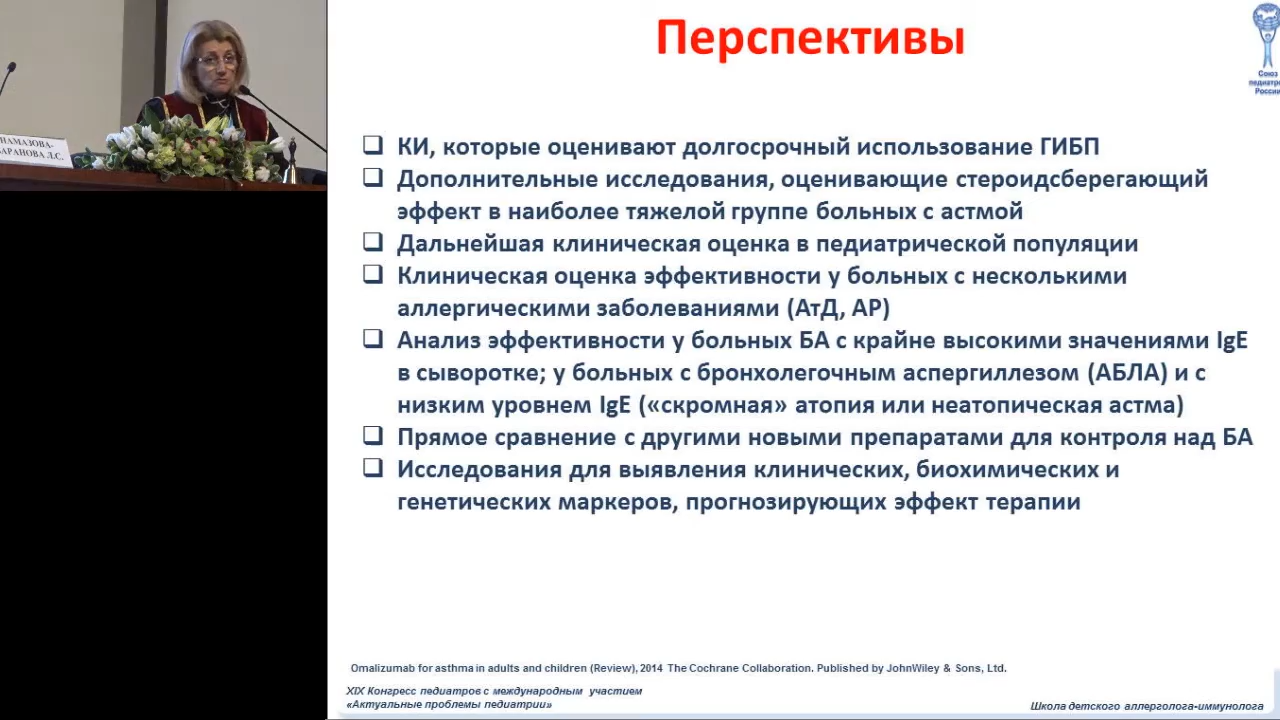 Перспективы
Союз
педиатров
России
НАМАЗОВА-
БАРАНОВА Л.С.
КИ, которые оценивают долгосрочный использование ГИБП
Дополнительные исследования, оценивающие стероидсберегающий
эффект в наиболее тяжелой группе больных с астмой
Дальнейшая клиническая оценка в педиатрической популяции
Клиническая оценка эффективности у больных с несколькими
аллергическими заболеваниями (АтД, АР)
Анализ эффективности у больных БА с крайне высокими значениями IgE
в сыворотке; у больных с бронхолегочным аспергиллезом (АБЛА) и с
низким уровнем IgE («скромная» атопия или неатопическая астма)
Прямое сравнение с другими новыми препаратами для контроля над БА
Исследования для выявления клинических, биохимических и
генетических маркеров, прогнозирующих эффект терапии
Omalizumab for asthma in adults and children (Review), 2014 The Cochrane Collaboration. Published by JohnWiley & Sons, Ltd.
XIX Конгресс педиатров с международным участием
«Актуальные проблемы педиатрии»
Школа детского аллерголога-иммунолога